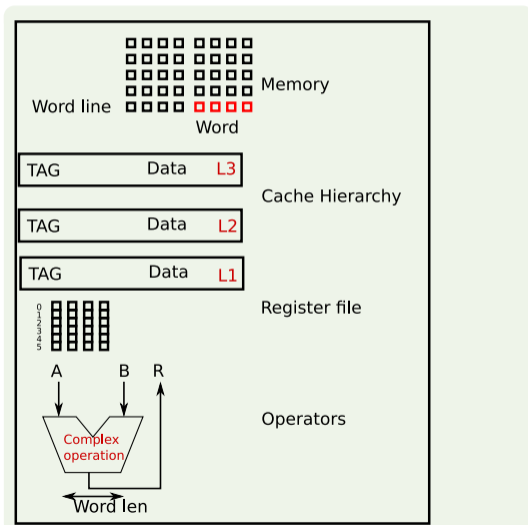 Memory
Word line
Word
TAG Data L3
Cache Hierarchy
TAG Data L2
TAG Data L1
Register file
0
1
2
3
4
5
A B R
Operators
Complex
operation
Word len